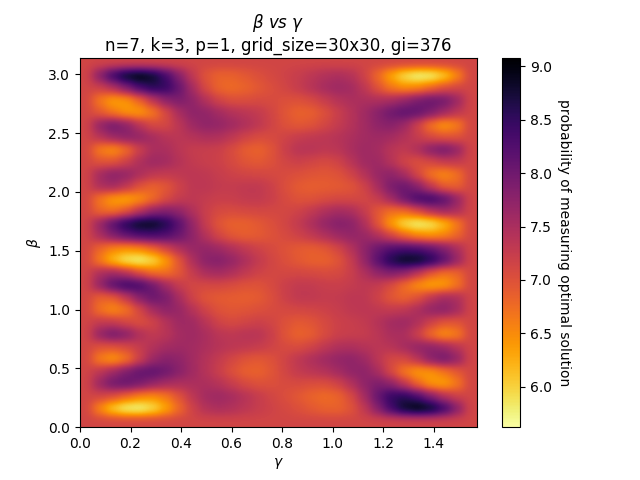 β vs γ
n=7, k=3, p=1, grid_size=30x30, gi=376
3.0
2.5
2.0
1.5
1.0
0.5
0.0
β
0.0 0.2 0.4 0.6 0.8 1.0 1.2 1.4
γ
9.0
8.5
8.0
7.5
7.0
6.5
6.0
probability of measuring optimal solution